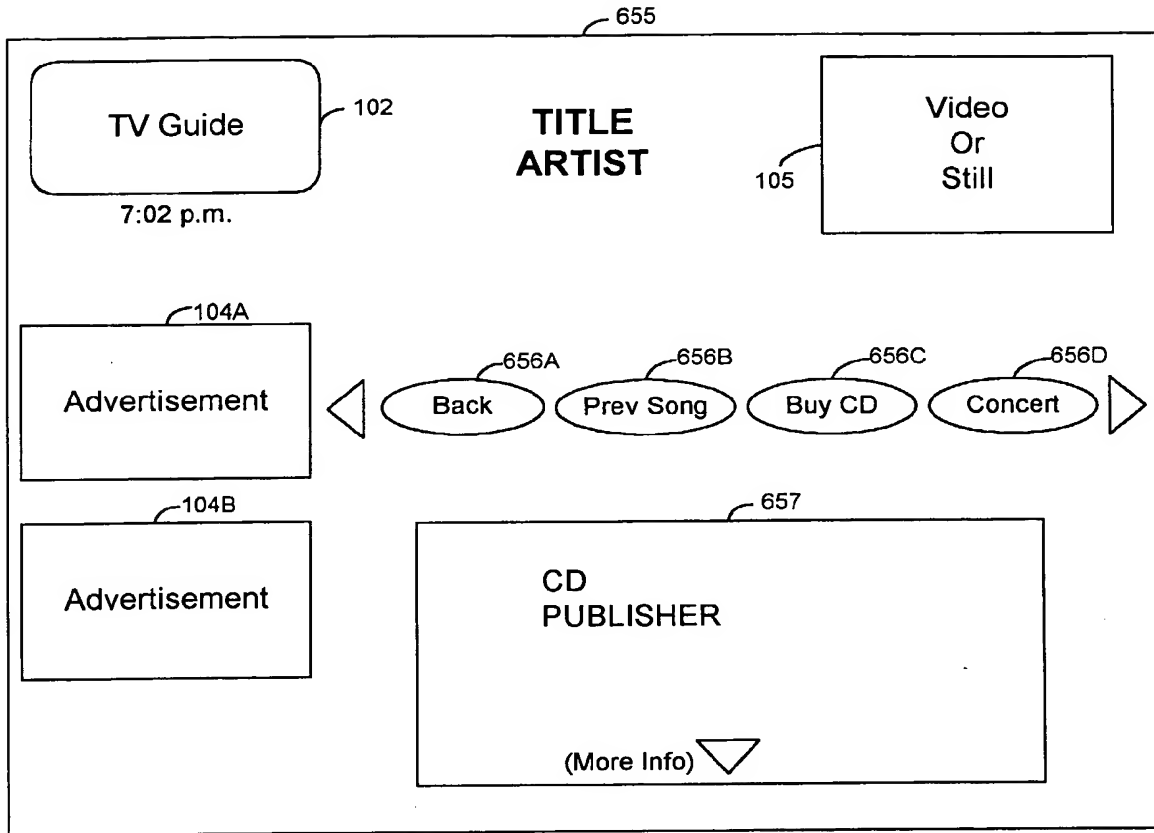 655
TV Guide
102
7:02 p.m.
TITLE
ARTIST
105
Video
Or
Still
104A
Advertisement
656A
656B
656C
656D
Back
Prev Song
Buy CD
Concert
104B
Advertisement
657
CD
PUBLISHER
(More Info)